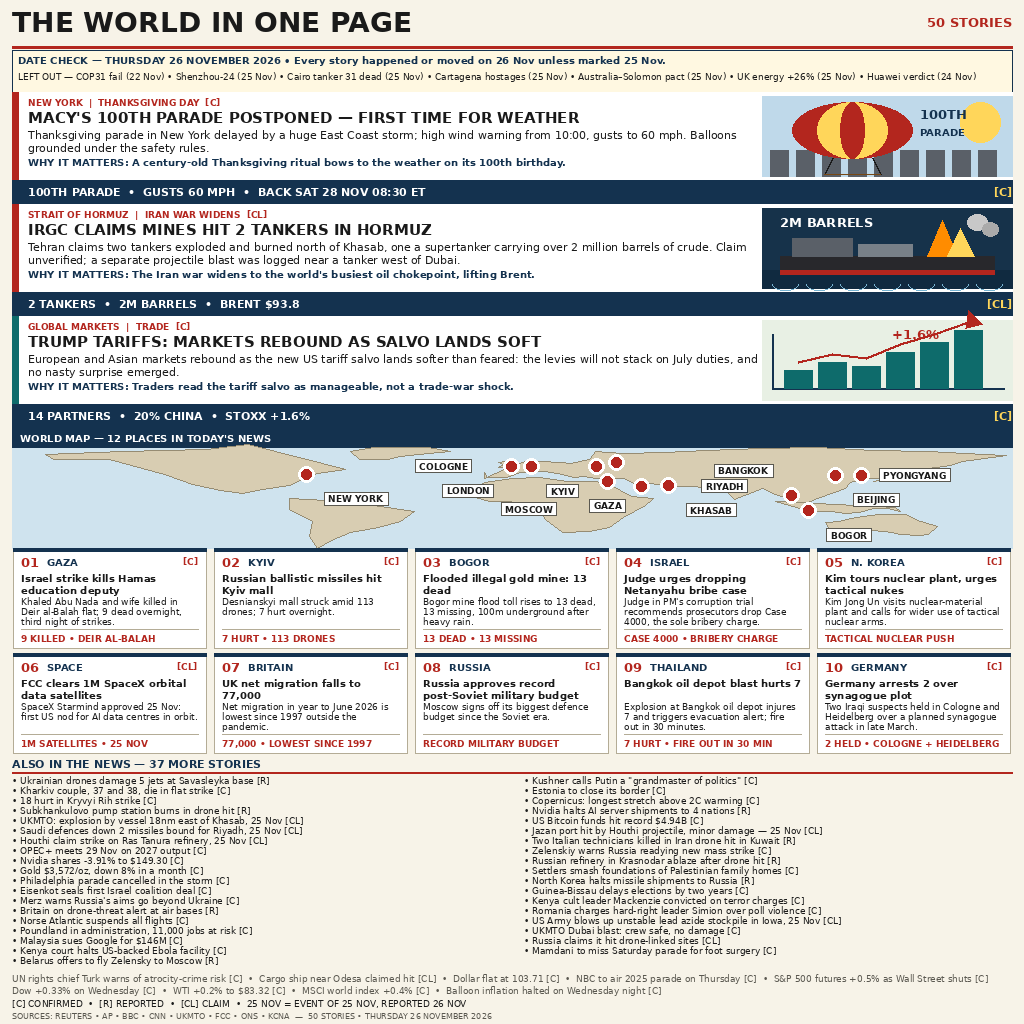 THE WORLD IN ONE PAGE
50 STORIES
DATE CHECK — THURSDAY 26 NOVEMBER 2026 • Every story happened or moved on 26 Nov unless marked 25 Nov.
LEFT OUT — COP31 fail (22 Nov) • Shenzhou-24 (25 Nov) • Cairo tanker 31 dead (25 Nov) • Cartagena hostages (25 Nov) • Australia–Solomon pact (25 Nov) • UK energy +26% (25 Nov) • Huawei verdict (24 Nov)
NEW YORK | THANKSGIVING DAY [C]
MACY'S 100TH PARADE POSTPONED — FIRST TIME FOR WEATHER
Thanksgiving parade in New York delayed by a huge East Coast storm; high wind warning from 10:00, gusts to 60 mph. Balloons
grounded under the safety rules.
WHY IT MATTERS: A century-old Thanksgiving ritual bows to the weather on its 100th birthday.
100TH
PARADE
100TH PARADE • GUSTS 60 MPH • BACK SAT 28 NOV 08:30 ET
[C]
STRAIT OF HORMUZ | IRAN WAR WIDENS [CL]
IRGC CLAIMS MINES HIT 2 TANKERS IN HORMUZ
Tehran claims two tankers exploded and burned north of Khasab, one a supertanker carrying over 2 million barrels of crude. Claim
unverified; a separate projectile blast was logged near a tanker west of Dubai.
WHY IT MATTERS: The Iran war widens to the world's busiest oil chokepoint, lifting Brent.
2M BARRELS
2 TANKERS • 2M BARRELS • BRENT $93.8
[CL]
GLOBAL MARKETS | TRADE [C]
TRUMP TARIFFS: MARKETS REBOUND AS SALVO LANDS SOFT
European and Asian markets rebound as the new US tariff salvo lands softer than feared: the levies will not stack on July duties, and
no nasty surprise emerged.
WHY IT MATTERS: Traders read the tariff salvo as manageable, not a trade-war shock.
+1.6%
14 PARTNERS • 20% CHINA • STOXX +1.6%
[C]
WORLD MAP — 12 PLACES IN TODAY'S NEWS
COLOGNE
BANGKOK
PYONGYANG
RIYADH
LONDON
KYIV
NEW YORK
BEIJING
GAZA
MOSCOW
KHASAB
BOGOR
01 GAZA [C]
Israel strike kills Hamas
education deputy
Khaled Abu Nada and wife killed in
Deir al-Balah flat; 9 dead overnight,
third night of strikes.
9 KILLED • DEIR AL-BALAH
02 KYIV [C]
Russian ballistic missiles hit
Kyiv mall
Desnianskyi mall struck amid 113
drones; 7 hurt overnight.
7 HURT • 113 DRONES
03 BOGOR [C]
Flooded illegal gold mine: 13
dead
Bogor mine flood toll rises to 13 dead,
13 missing, 100m underground after
heavy rain.
13 DEAD • 13 MISSING
04 ISRAEL [C]
Judge urges dropping
Netanyahu bribe case
Judge in PM's corruption trial
recommends prosecutors drop Case
4000, the sole bribery charge.
CASE 4000 • BRIBERY CHARGE
05 N. KOREA [C]
Kim tours nuclear plant, urges
tactical nukes
Kim Jong Un visits nuclear-material
plant and calls for wider use of tactical
nuclear arms.
TACTICAL NUCLEAR PUSH
06 SPACE [CL]
FCC clears 1M SpaceX orbital
data satellites
SpaceX Starmind approved 25 Nov:
first US nod for AI data centres in orbit.
1M SATELLITES • 25 NOV
07 BRITAIN [C]
UK net migration falls to
77,000
Net migration in year to June 2026 is
lowest since 1997 outside the
pandemic.
77,000 • LOWEST SINCE 1997
08 RUSSIA [C]
Russia approves record
post-Soviet military budget
Moscow signs off its biggest defence
budget since the Soviet era.
RECORD MILITARY BUDGET
09 THAILAND [C]
Bangkok oil depot blast hurts 7
Explosion at Bangkok oil depot injures
7 and triggers evacuation alert; fire
out in 30 minutes.
7 HURT • FIRE OUT IN 30 MIN
10 GERMANY [C]
Germany arrests 2 over
synagogue plot
Two Iraqi suspects held in Cologne and
Heidelberg over a planned synagogue
attack in late March.
2 HELD • COLOGNE + HEIDELBERG
ALSO IN THE NEWS — 37 MORE STORIES
• Ukrainian drones damage 5 jets at Savasleyka base [R]
• Kharkiv couple, 37 and 38, die in flat strike [C]
• 18 hurt in Kryvyi Rih strike [C]
• Subkhankulovo pump station burns in drone hit [R]
• UKMTO: explosion by vessel 18nm east of Khasab, 25 Nov [CL]
• Saudi defences down 2 missiles bound for Riyadh, 25 Nov [CL]
• Houthi claim strike on Ras Tanura refinery, 25 Nov [CL]
• OPEC+ meets 29 Nov on 2027 output [C]
• Nvidia shares -3.91% to $149.30 [C]
• Gold $3,572/oz, down 8% in a month [C]
• Philadelphia parade cancelled in the storm [C]
• Eisenkot seals first Israel coalition deal [C]
• Merz warns Russia's aims go beyond Ukraine [C]
• Britain on drone-threat alert at air bases [R]
• Norse Atlantic suspends all flights [C]
• Poundland in administration, 11,000 jobs at risk [C]
• Malaysia sues Google for $146M [C]
• Kenya court halts US-backed Ebola facility [C]
• Belarus offers to fly Zelensky to Moscow [R]
• Kushner calls Putin a "grandmaster of politics" [C]
• Estonia to close its border [C]
• Copernicus: longest stretch above 2C warming [C]
• Nvidia halts AI server shipments to 4 nations [R]
• US Bitcoin funds hit record $4.94B [C]
• Jazan port hit by Houthi projectile, minor damage — 25 Nov [CL]
• Two Italian technicians killed in Iran drone hit in Kuwait [R]
• Zelenskiy warns Russia readying new mass strike [C]
• Russian refinery in Krasnodar ablaze after drone hit [R]
• Settlers smash foundations of Palestinian family homes [C]
• North Korea halts missile shipments to Russia [R]
• Guinea-Bissau delays elections by two years [C]
• Kenya cult leader Mackenzie convicted on terror charges [C]
• Romania charges hard-right leader Simion over poll violence [C]
• US Army blows up unstable lead azide stockpile in Iowa, 25 Nov [CL]
• UKMTO Dubai blast: crew safe, no damage [C]
• Russia claims it hit drone-linked sites [CL]
• Mamdani to miss Saturday parade for foot surgery [C]
UN rights chief Turk warns of atrocity-crime risk [C] • Cargo ship near Odesa claimed hit [CL] • Dollar flat at 103.71 [C] • NBC to air 2025 parade on Thursday [C] • S&P 500 futures +0.5% as Wall Street shuts [C]
Dow +0.33% on Wednesday [C] • WTI +0.2% to $83.32 [C] • MSCI world index +0.4% [C] • Balloon inflation halted on Wednesday night [C]
[C] CONFIRMED • [R] REPORTED • [CL] CLAIM • 25 NOV = EVENT OF 25 NOV, REPORTED 26 NOV
SOURCES: REUTERS • AP • BBC • CNN • UKMTO • FCC • ONS • KCNA — 50 STORIES • THURSDAY 26 NOVEMBER 2026